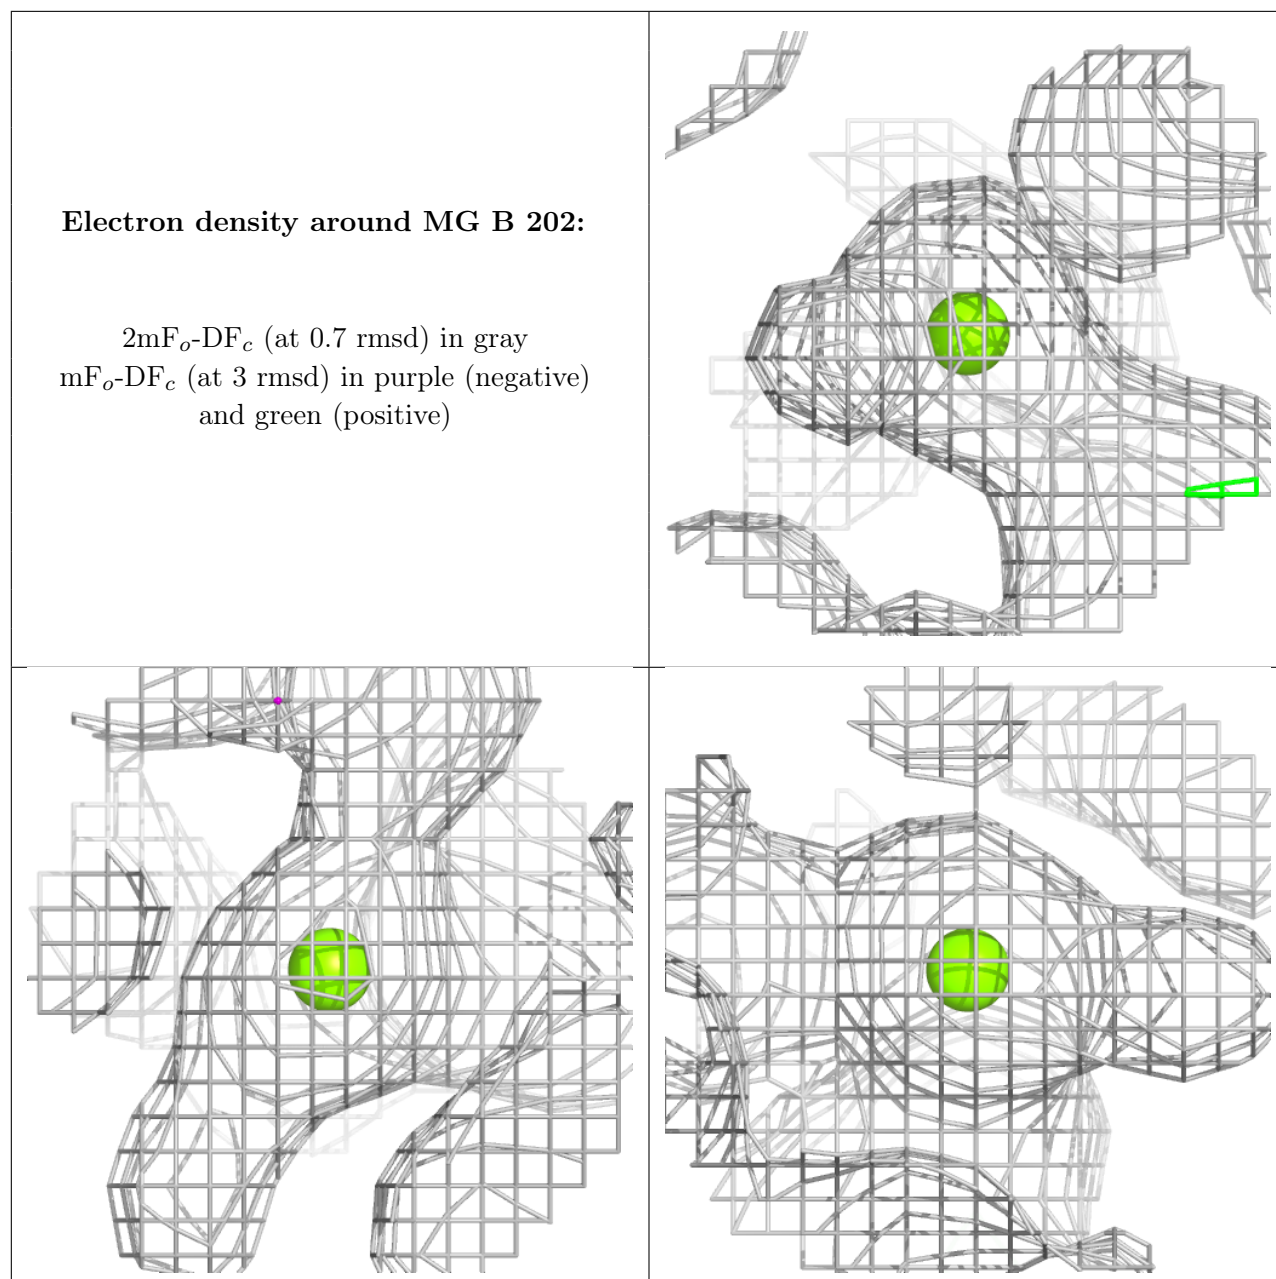 Electron density around MG B 202:
2mFo-DFc (at 0.7 rmsd) in gray
mFo-DFc (at 3 rmsd) in purple (negative)
and green (positive)